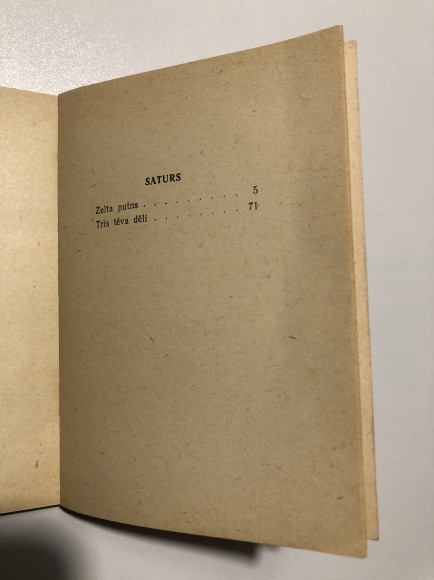 SATURS
Zelta putns . . . . . . . . . 5
Trīs tēva dēli . . . . . . . . 71